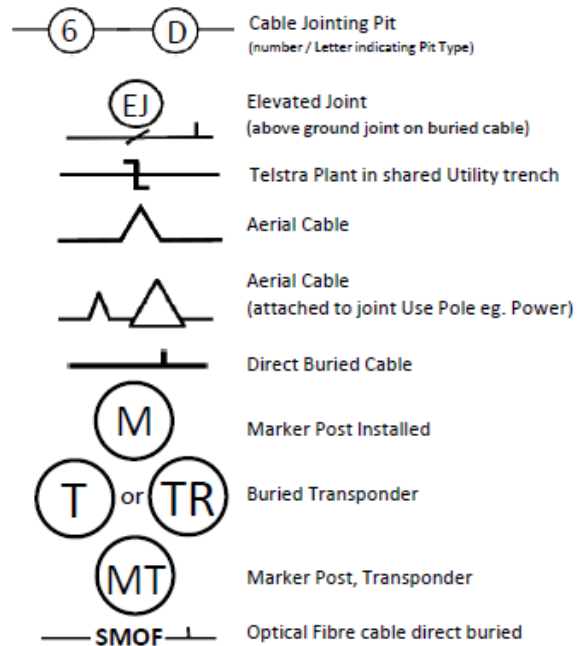 6 D Cable Jointing Pit
(number / Letter indicating Pit Type)
EJ Elevated Joint
(above ground joint on buried cable)
Telstra Plant in shared Utility trench
Aerial Cable
Aerial Cable
(attached to joint Use Pole eg. Power)
Direct Buried Cable
M Marker Post Installed
T or TR Buried Transponder
MT Marker Post, Transponder
SMOF Optical Fibre cable direct buried